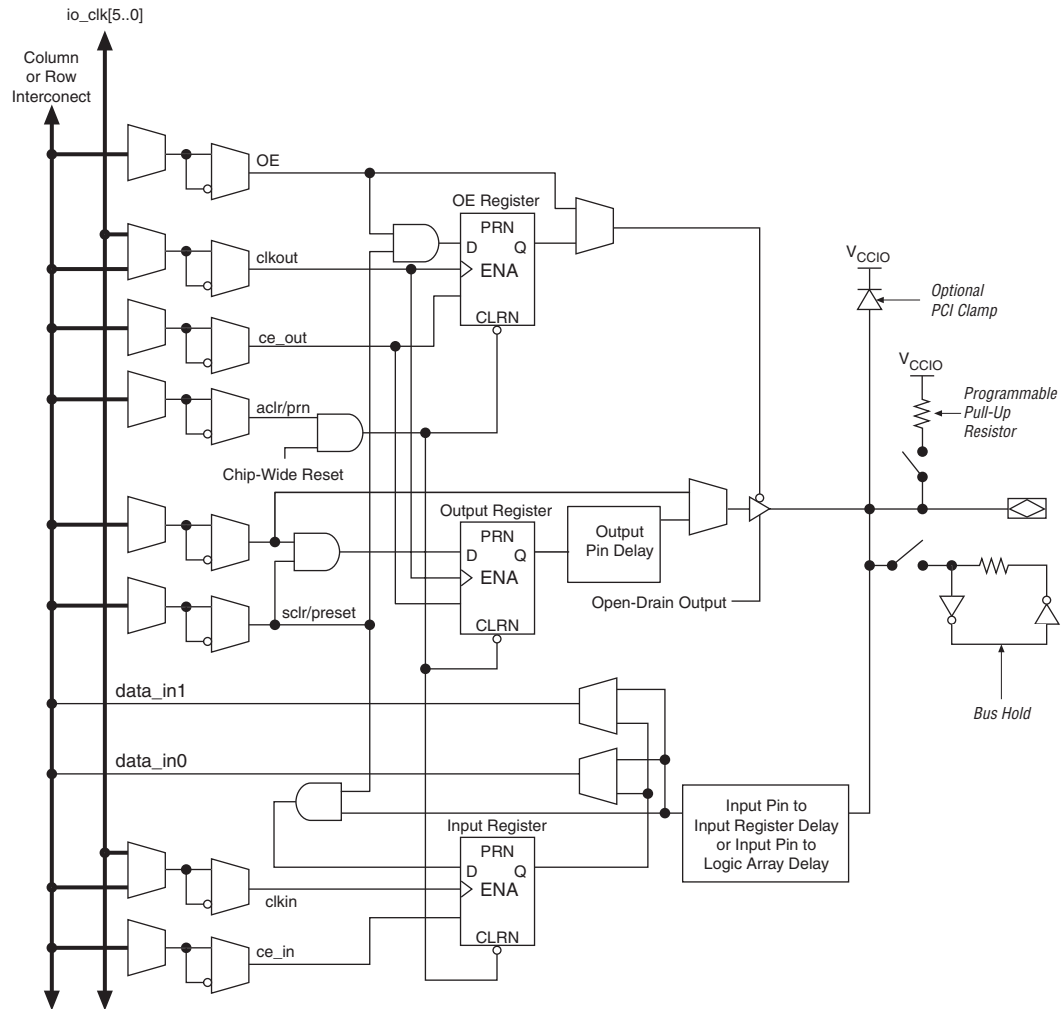 io_clk[5..0]
Column
or Row
Interconect
OE
OE Register
PRN
D
Q
clkout
ENA
VCCIO
Optional
PCI Clamp
CLRN
ce_out
VCCIO
Programmable
Pull-Up
Resistor
aclr/prn
Chip-Wide Reset
Output Register
PRN
D
Q
ENA
Output
Pin Delay
Open-Drain Output
sclr/preset
CLRN
data_in1
Bus Hold
data_in0
Input Pin to
Input Register Delay
or Input Pin to
Logic Array Delay
Input Register
PRN
D
Q
ENA
clkin
CLRN
ce_in